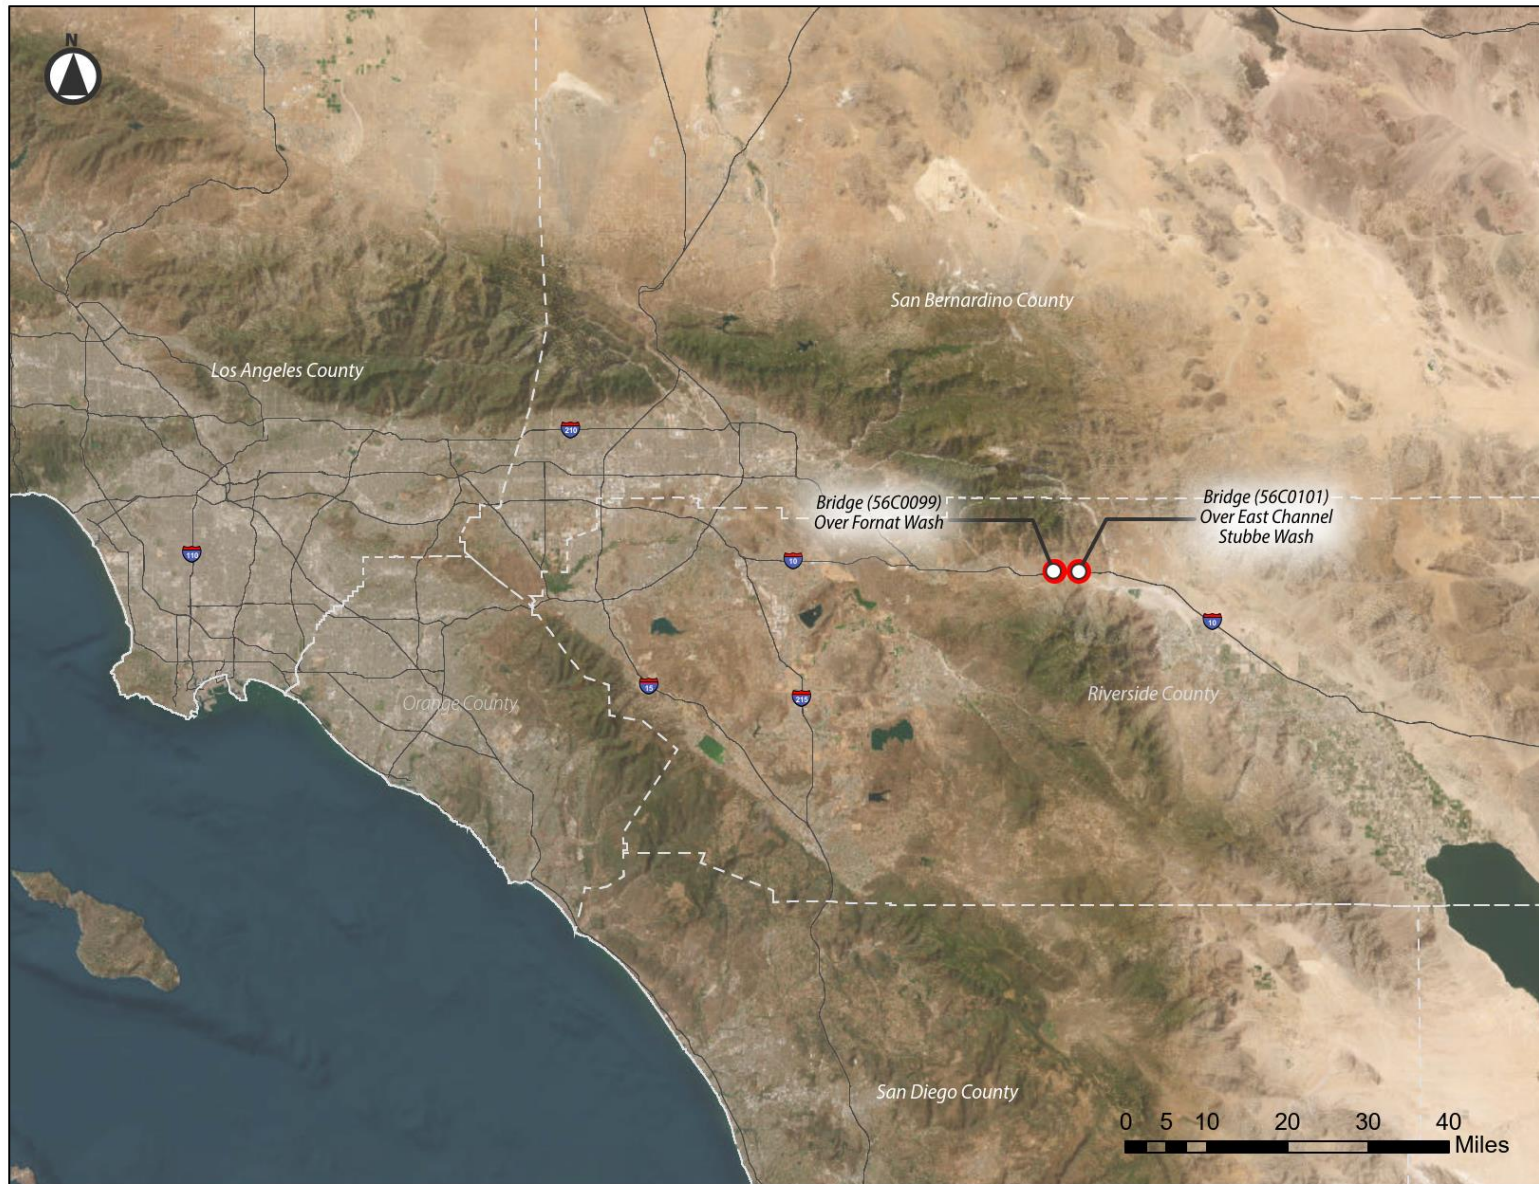 N
San Bernardino County
Los Angeles County
210
Bridge (56C0099)
Over Fornat Wash
Bridge (56C0101)
Over East Channel
Stubbe Wash
110
10
10
15
215
Orange County
Riverside County
San Diego County
0 5 10 20 30 40
Miles